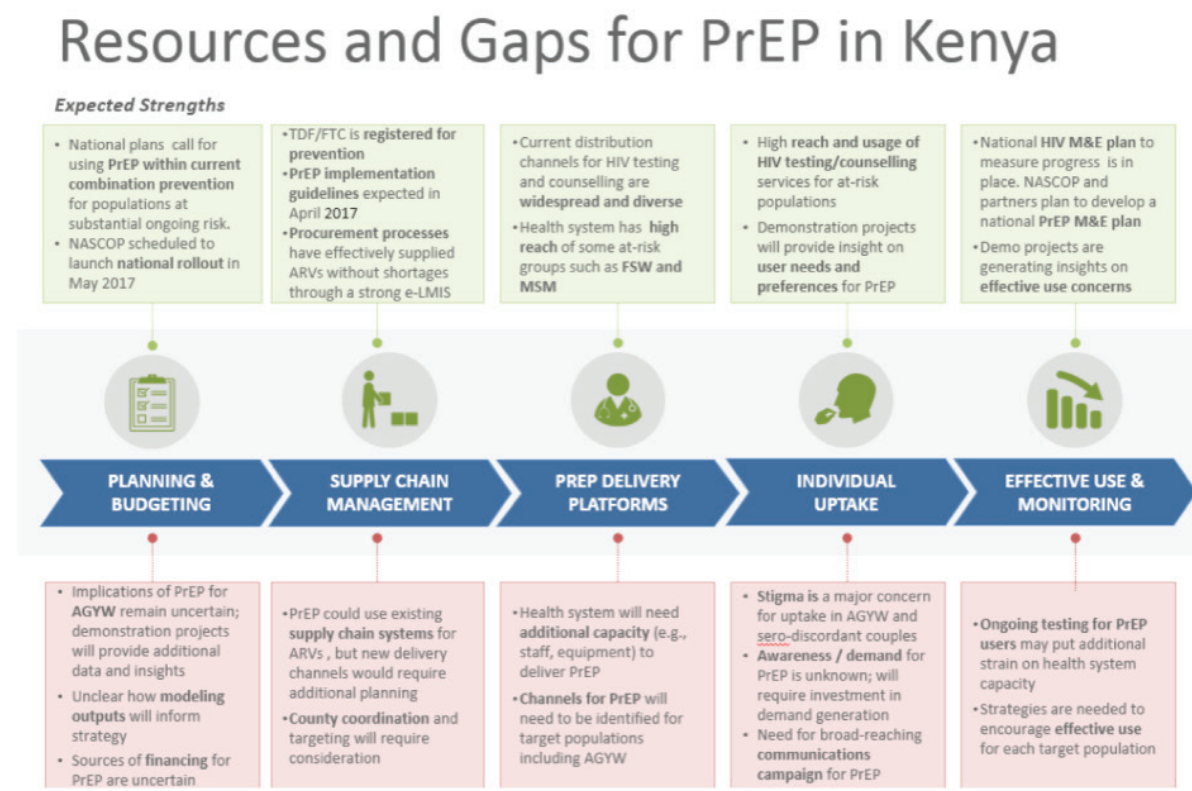 Resources and Gaps for PrEP in Kenya
Expected Strengths
• National plans call for
using PrEP within current
combination prevention
for populations at
substantial ongoing risk.
• NASCOP scheduled to
launch national rollout in
May 2017
•TDF/FTC is registered for
prevention
•PrEP implementation
guidelines expected in
April 2017
•Procurement processes
have effectively supplied
ARVs without shortages
through a strong e-LMIS
•Current distribution
channels for HIV testing
and counselling are
widespread and diverse
•Health system has high
reach of some at-risk
groups such as FSW and
MSM
• High reach and usage of
HIV testing/counselling
services for at-risk
populations
• Demonstration projects
will provide insight on
user needs and
preferences for PrEP
•National HIV M&E plan to
measure progress is in
place. NASCOP and
partners plan to develop a
national PrEP M&E plan
•Demo projects are
generating insights on
effective use concerns
PLANNING &
BUDGETING
SUPPLY CHAIN
MANAGEMENT
PREP DELIVERY
PLATFORMS
INDIVIDUAL
UPTAKE
EFFECTIVE USE &
MONITORING
• Implications of PrEP for
AGYW remain uncertain;
demonstration projects
will provide additional
data and insights
• Unclear how modeling
outputs will inform
strategy
• Sources of financing for
PrEP are uncertain
•PrEP could use existing
supply chain systems for
ARVs , but new delivery
channels would require
additional planning
•County coordination and
targeting will require
consideration
•Health system will need
additional capacity (e.g.,
staff, equipment) to
deliver PrEP
•Channels for PrEP will
need to be identified for
target populations
including AGYW
• Stigma is a major concern
for uptake in AGYW and
sero-discordant couples
• Awareness / demand for
PrEP is unknown; will
require investment in
demand generation
• Need for broad-reaching
communications
campaign for PrEP
•Ongoing testing for PrEP
users may put additional
strain on health system
capacity
•Strategies are needed to
encourage effective use
for each target population